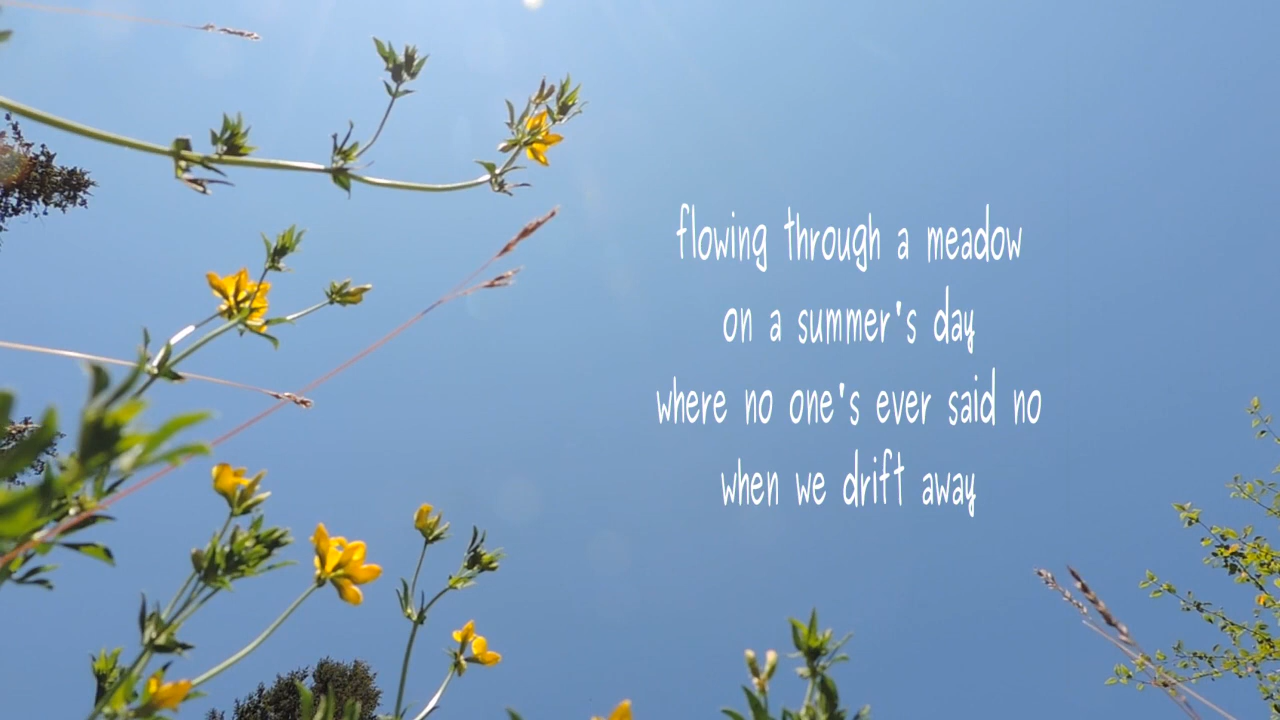 flowing through a meadow
on a summer's day
where no one's ever said no
when we drift away